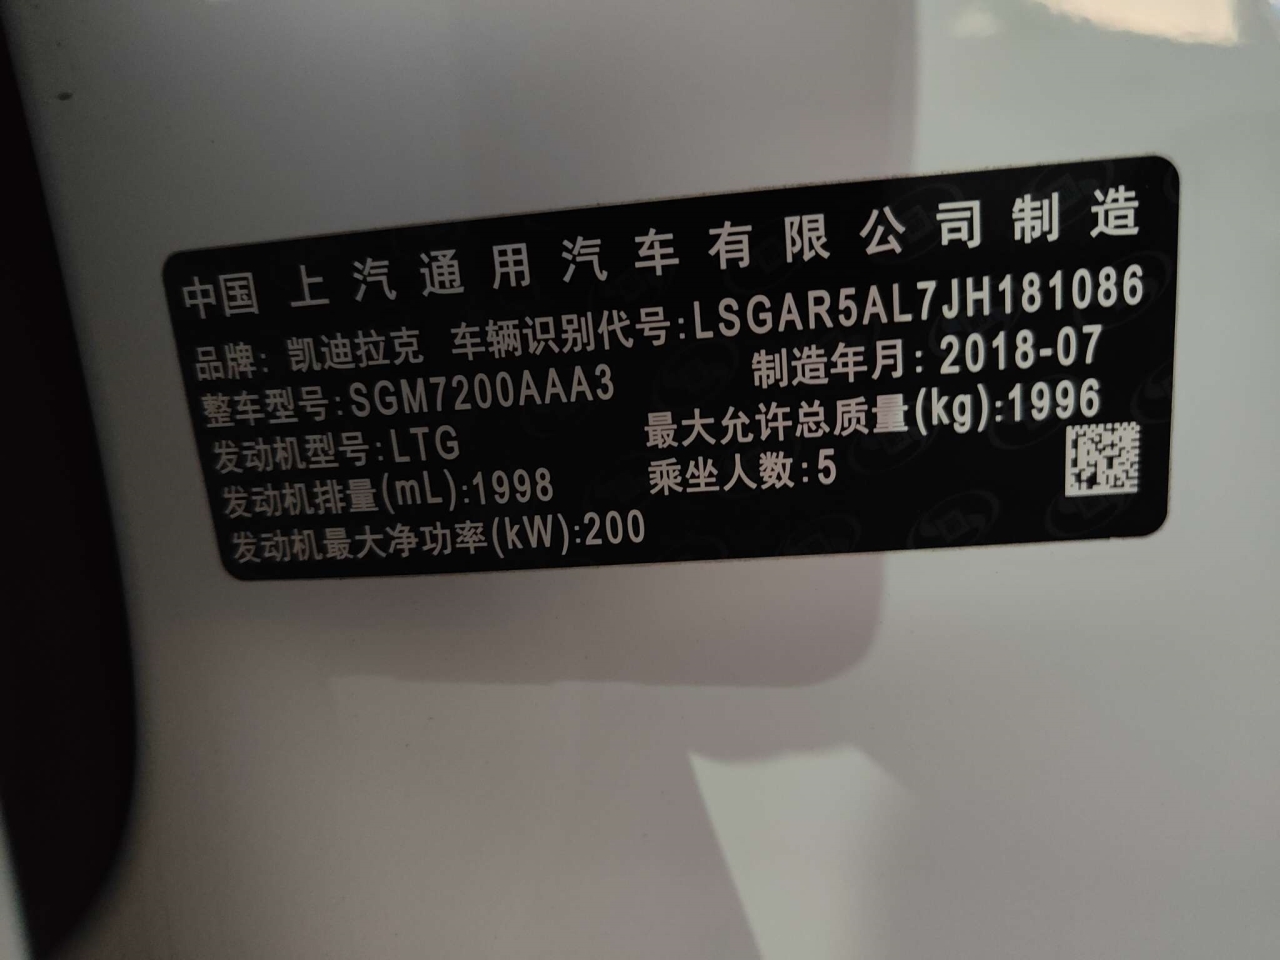 中国 上汽通用汽车有限公司制造
品牌: 凯迪拉克 车辆识别代号:LSGAR5AL7JH181086
整车型号:SGM7200AAA3 制造年月: 2018-07
发动机型号:LTG 最大允许总质量(kg):1996
发动机排量(mL):1998 乘坐人数:5
发动机最大净功率(kW):200